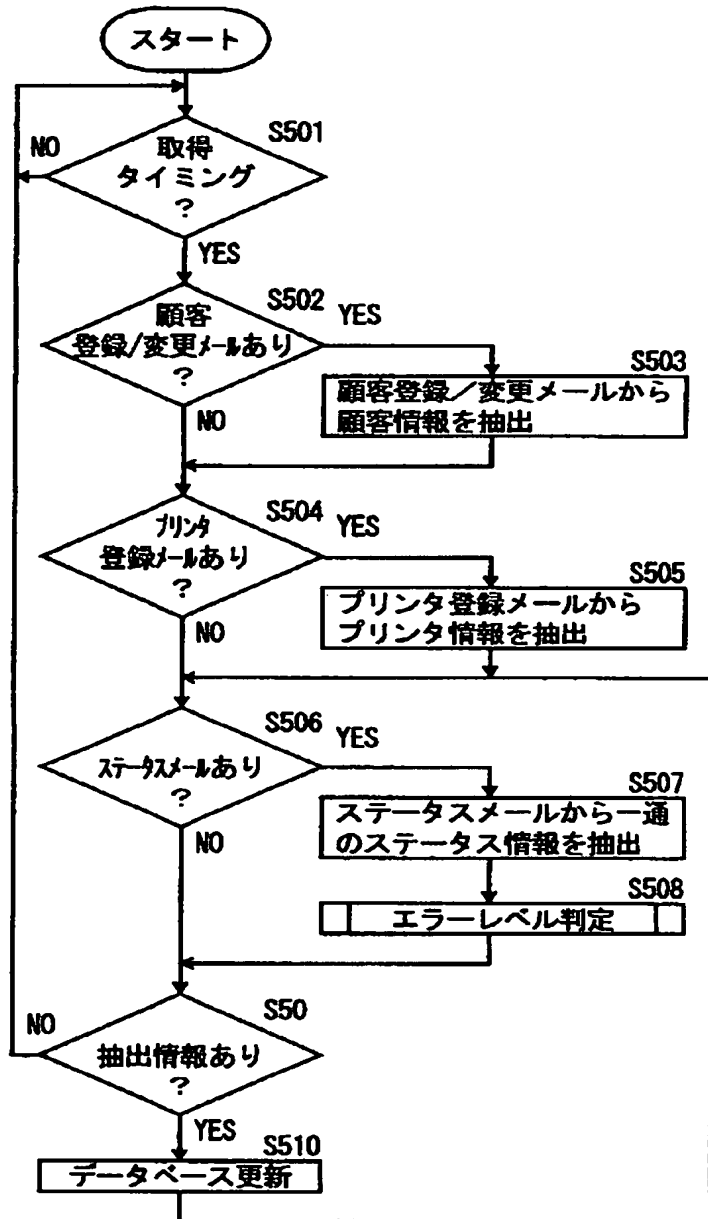 スタート
S501
NO
取得
タイミング
?
YES
S502
YES
顧客
登録/変更メールあり
?
NO
S503
顧客登録/変更メールから
顧客情報を抽出
S504
YES
プリンタ
登録メールあり
?
NO
S505
プリンタ登録メールから
プリンタ情報を抽出
S506
YES
ステータスメールあり
?
NO
S507
ステータスメールから一通
のステータス情報を抽出
S508
エラーレベル判定
S50
NO
抽出情報あり
?
YES
S510
データベース更新